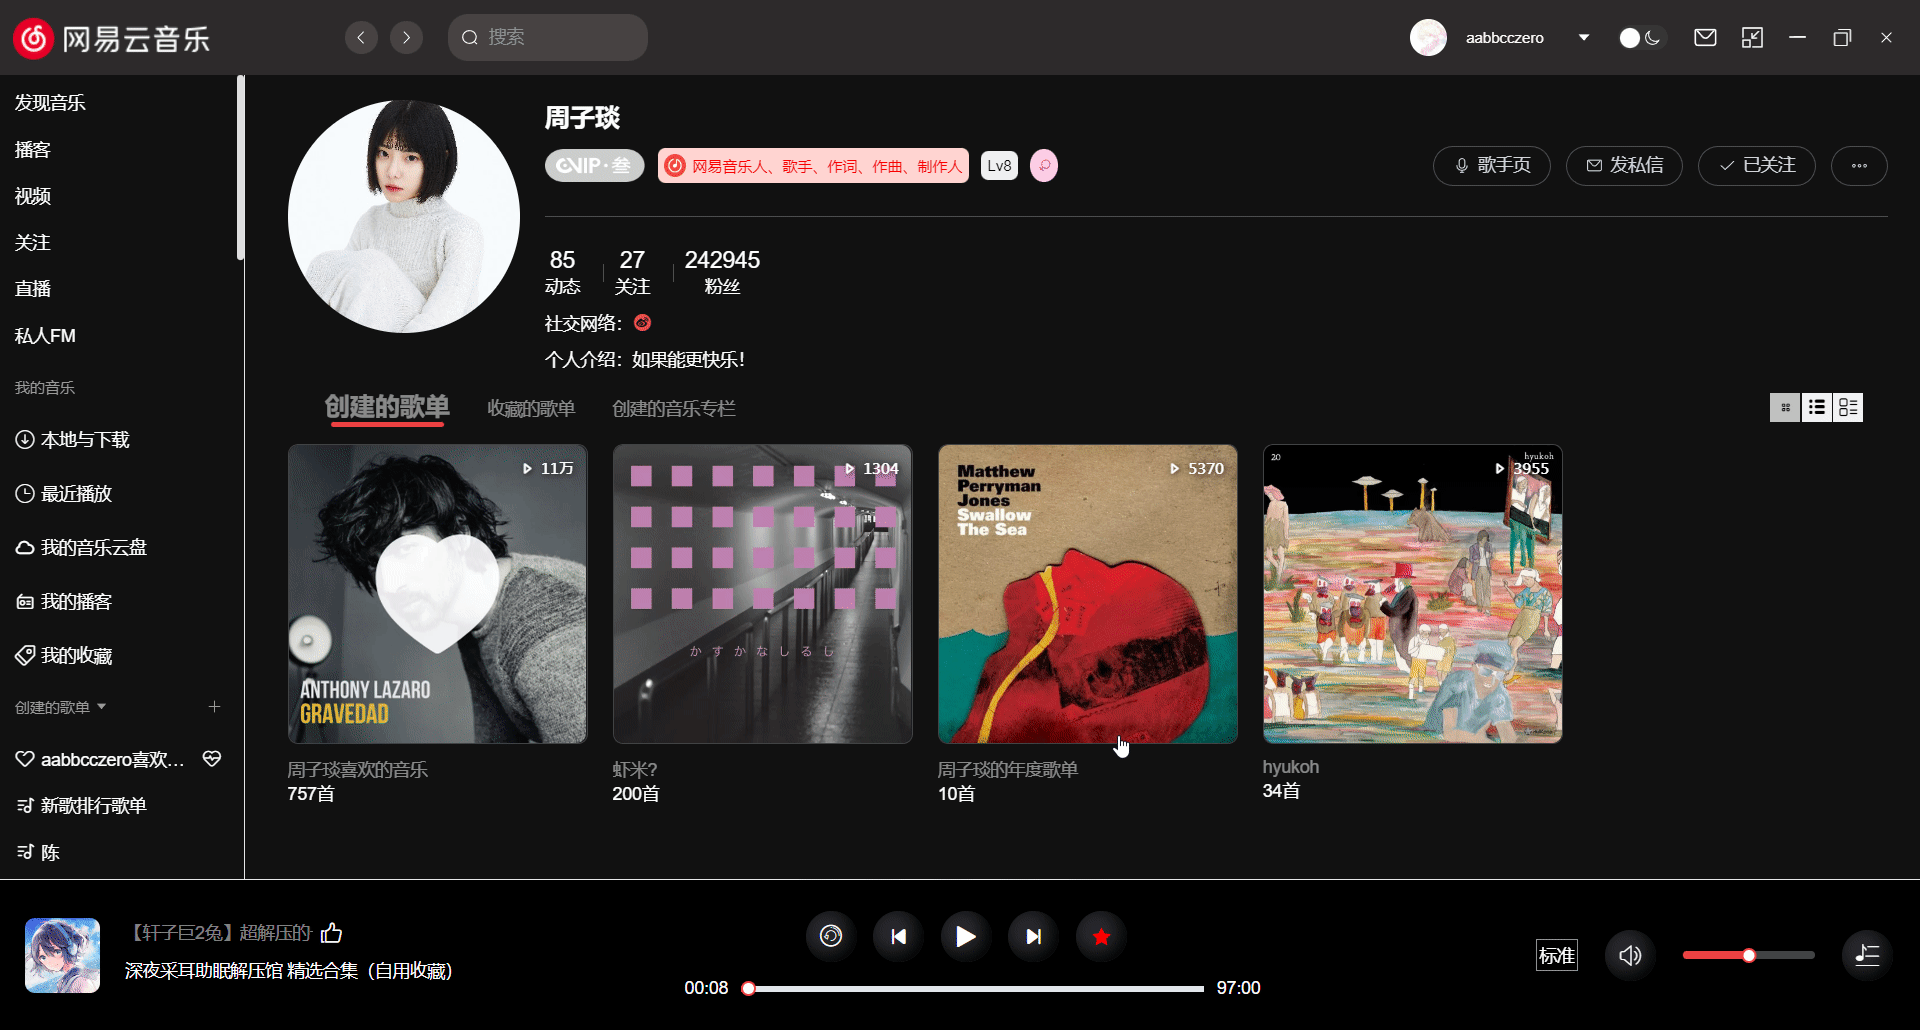 网易云音乐
搜索
aabbcczero
发现音乐
播客
视频
关注
直播
私人FM
我的音乐
本地与下载
最近播放
我的音乐云盘
我的播客
我的收藏
创建的歌单
aabbcczero喜欢...
新歌排行歌单
陈
周子琰
VIP·叁
网易音乐人、歌手、作词、作曲、制作人
Lv8
歌手页
发私信
已关注
85
27
242945
动态
关注
粉丝
社交网络：
个人介绍：如果能更快乐！
创建的歌单
收藏的歌单
创建的音乐专栏
11万
ANTHONY LAZARO
GRAVEDAD
周子琰喜欢的音乐
757首
1304
かすかなしるし
虾米?
200首
5370
Matthew
Perryman
Jones
Swallow
The Sea
周子琰的年度歌单
10首
20
hyukoh
3955
hyukoh
34首
【轩子巨2兔】超解压的
深夜采耳助眠解压馆 精选合集（自用收藏）
00:08
97:00
标准